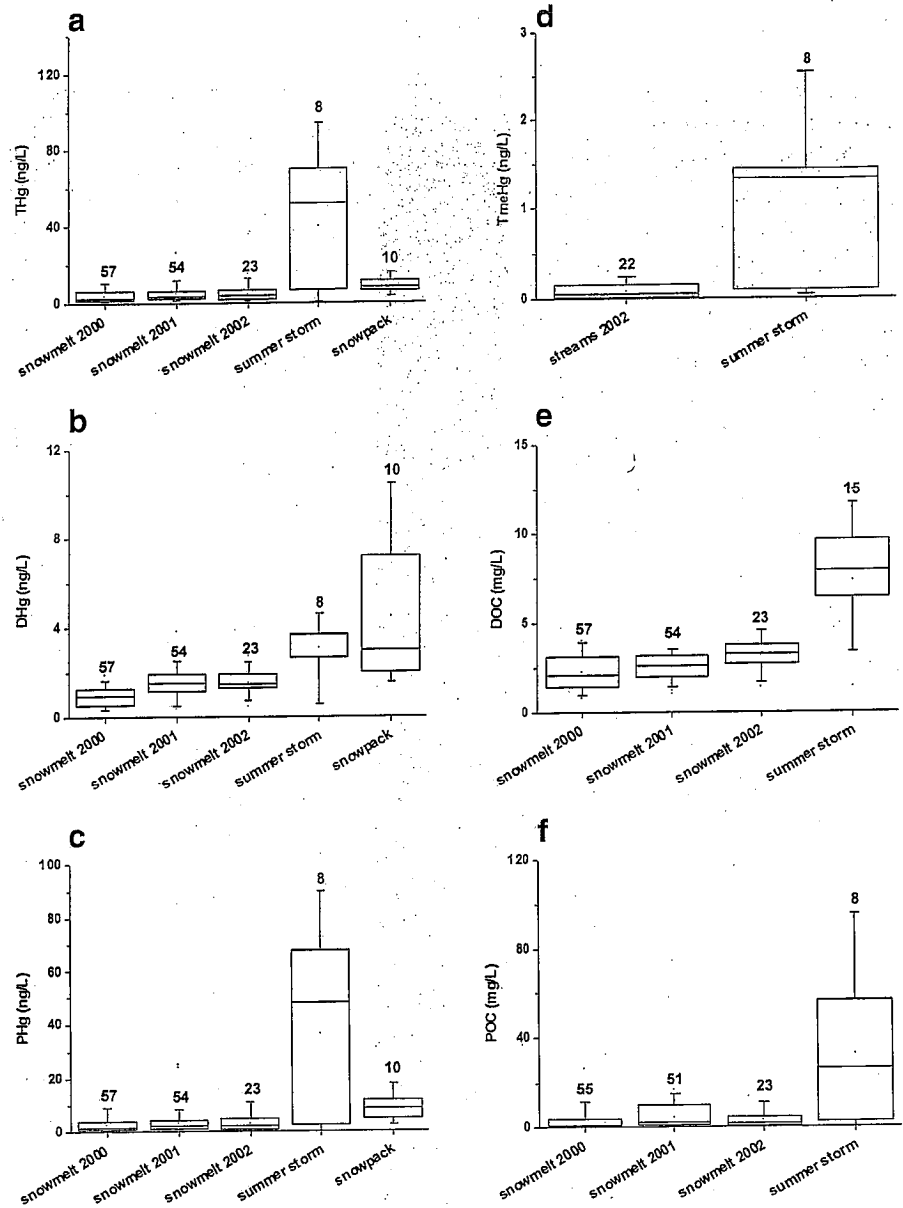 a
THg (ng/L)
120
80
40
0
57
54
23
8
10
snowmelt 2000
snowmelt 2001
snowmelt 2002
summer storm
snowpack
d
TmeHg (ng/L)
3
2
1
0
22
8
streams 2002
summer storm
b
DHg (ng/L)
12
8
4
0
57
54
23
8
10
snowmelt 2000
snowmelt 2001
snowmelt 2002
summer storm
snowpack
e
DOC (mg/L)
15
10
5
0
57
54
23
15
snowmelt 2000
snowmelt 2001
snowmelt 2002
summer storm
c
PHg (ng/L)
100
80
60
40
20
0
57
54
23
8
10
snowmelt 2000
snowmelt 2001
snowmelt 2002
summer storm
snowpack
f
POC (mg/L)
120
80
40
0
55
51
23
8
snowmelt 2000
snowmelt 2001
snowmelt 2002
summer storm